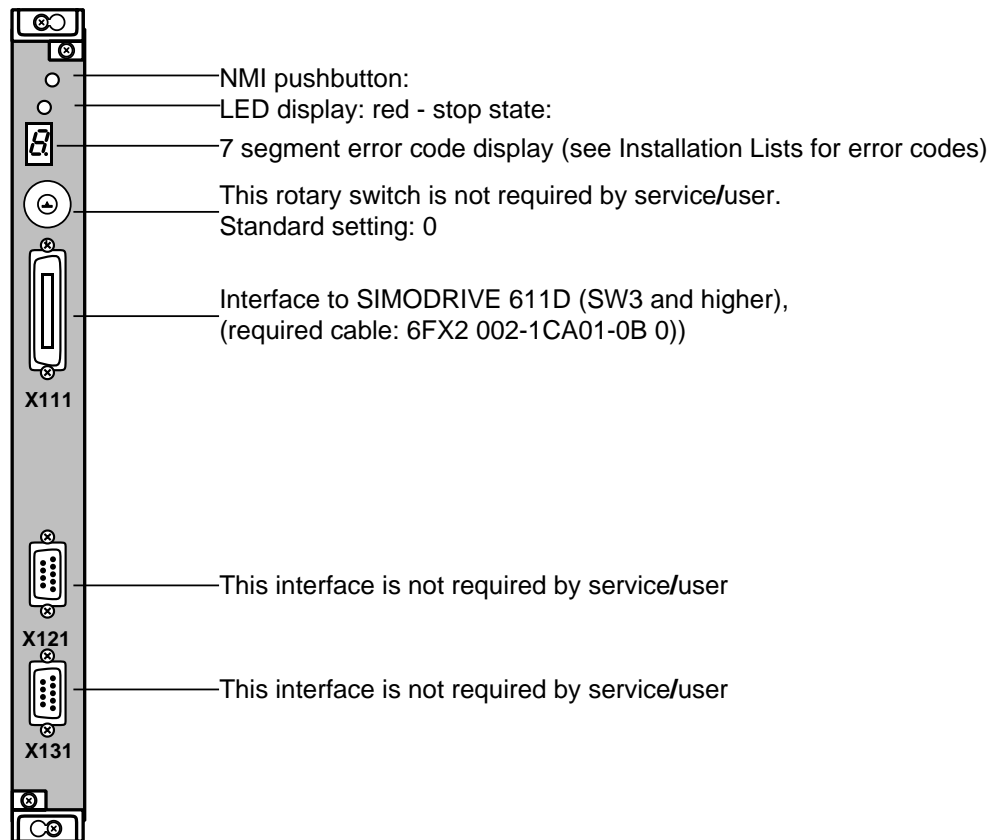 NMI pushbutton:
LED display: red - stop state:
7 segment error code display (see Installation Lists for error codes)
8.
This rotary switch is not required by service/user.
Standard setting: 0
Interface to SIMODRIVE 611D (SW3 and higher),
(required cable: 6FX2 002-1CA01-0B 0))
X111
This interface is not required by service/user
X121
This interface is not required by service/user
X131